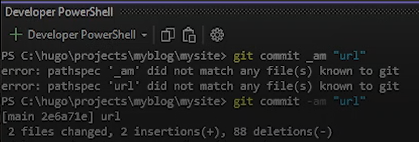 Developer PowerShell
Developer PowerShell
PS C:\hugo\projects\myblog\mysite> git commit _am "url"
error: pathspec '_am' did not match any file(s) known to git
error: pathspec 'url' did not match any file(s) known to git
PS C:\hugo\projects\myblog\mysite> git commit -am "url"
[main 2e6a71e] url
2 files changed, 2 insertions(+), 88 deletions(-)